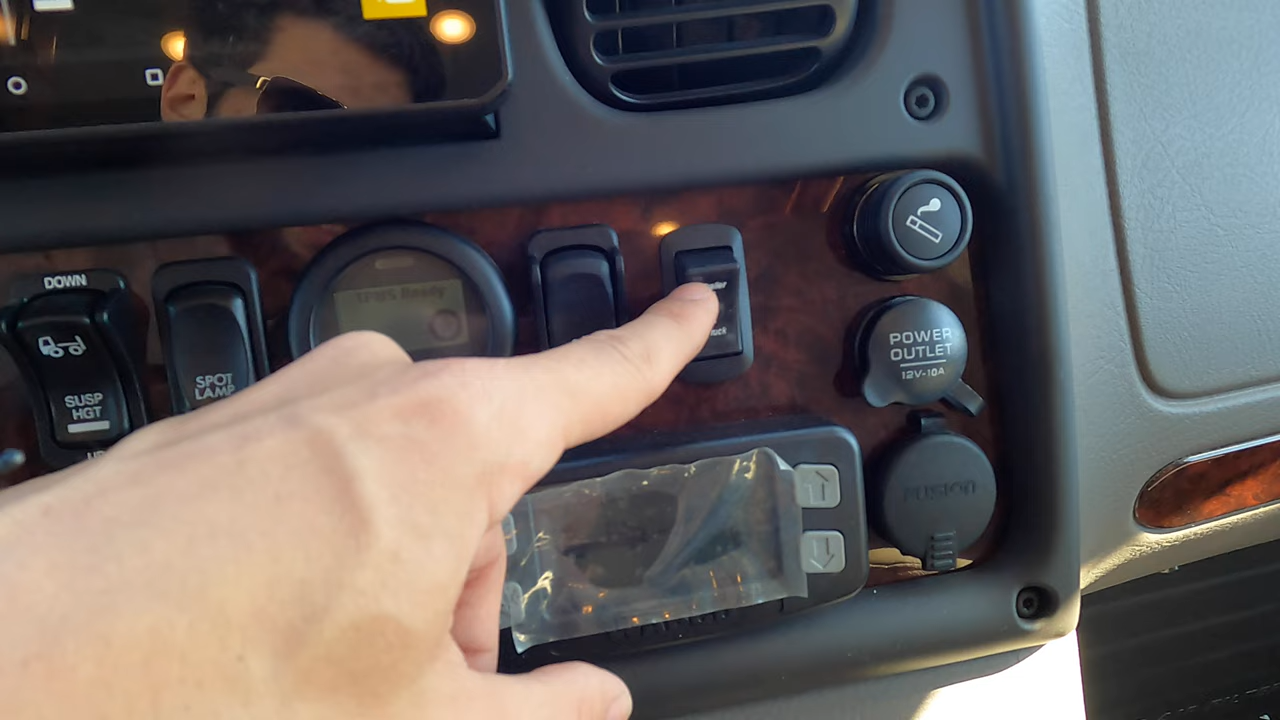 DOWN
SUSP
HGT
SPOT
LAMP
TPMS Ready
POWER
OUTLET
12V-10A
FUSION